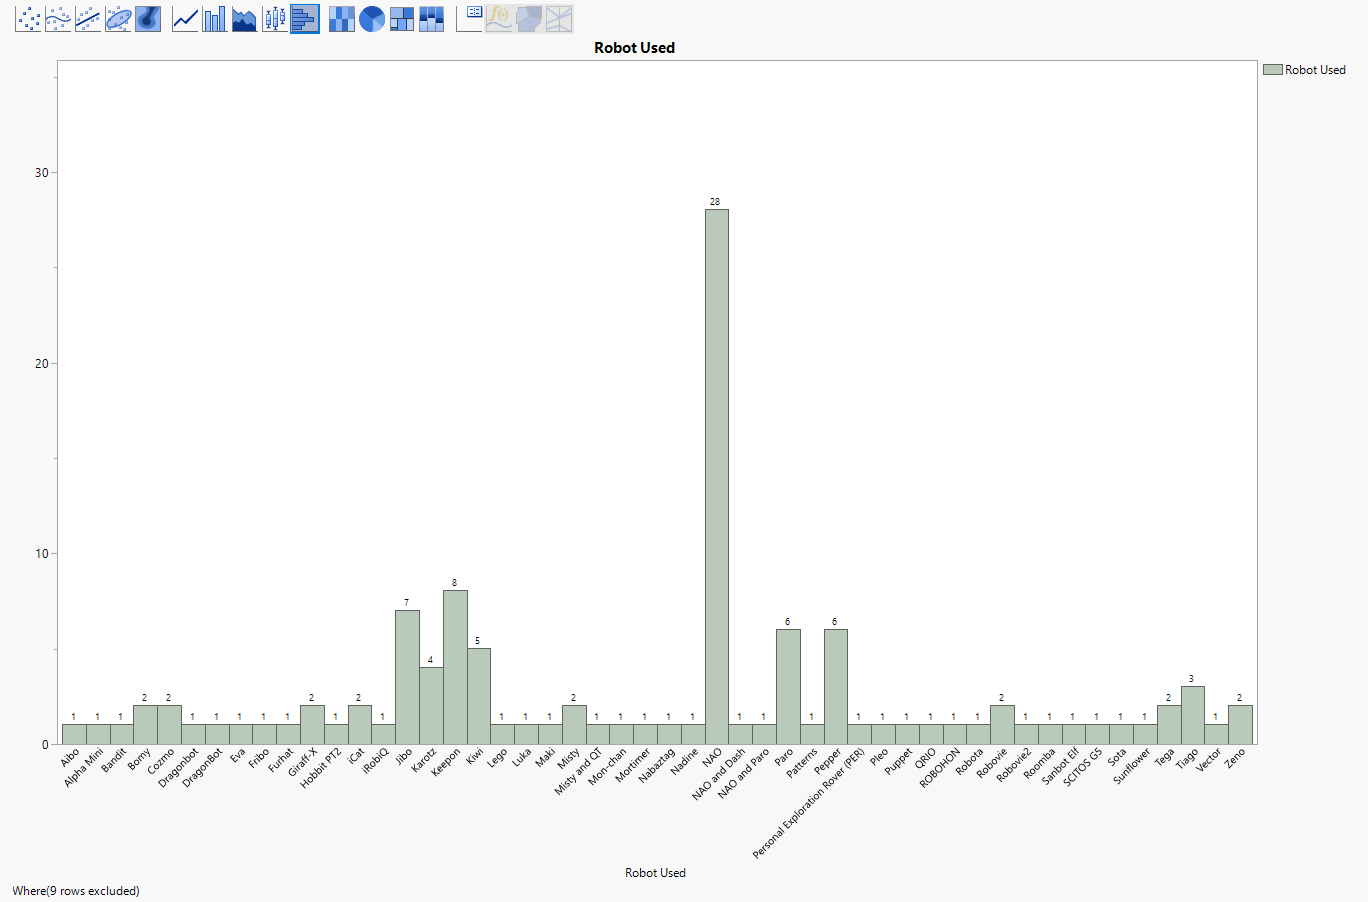 Robot Used
Robot Used
30
20
10
0
1 1 1 2 2 1 1 1 1 1 2 1 2 1 7 4 8 5 1 1 1 2 1 1 1 1 1 28 1 1 6 1 6 1 1 1 1 1 1 2 1 1 1 1 1 1 2 3 1 2
Aibo
Alpha Mini
Bandit
Bomy
Cozmo
Dragonbot
DragonBot
Eva
Fribo
Furhat
Giraff-X
Hobbit PT2
iCat
iRobiQ
Jibo
Karotz
Keepon
Kiwi
Lego
Luka
Maki
Misty
Misty and QT
Mon-chan
Mortimer
Nabaztag
Nadine
NAO
NAO and Dash
NAO and Paro
Paro
Patterns
Pepper
Personal Exploration Rover (PER)
Pleo
Puppet
QRIO
ROBOHON
Robota
Robovie
Robovie2
Roomba
Sanbot Elf
SCITOS G5
Sota
Sunflower
Tega
Tiago
Vector
Zeno
Robot Used
Where(9 rows excluded)